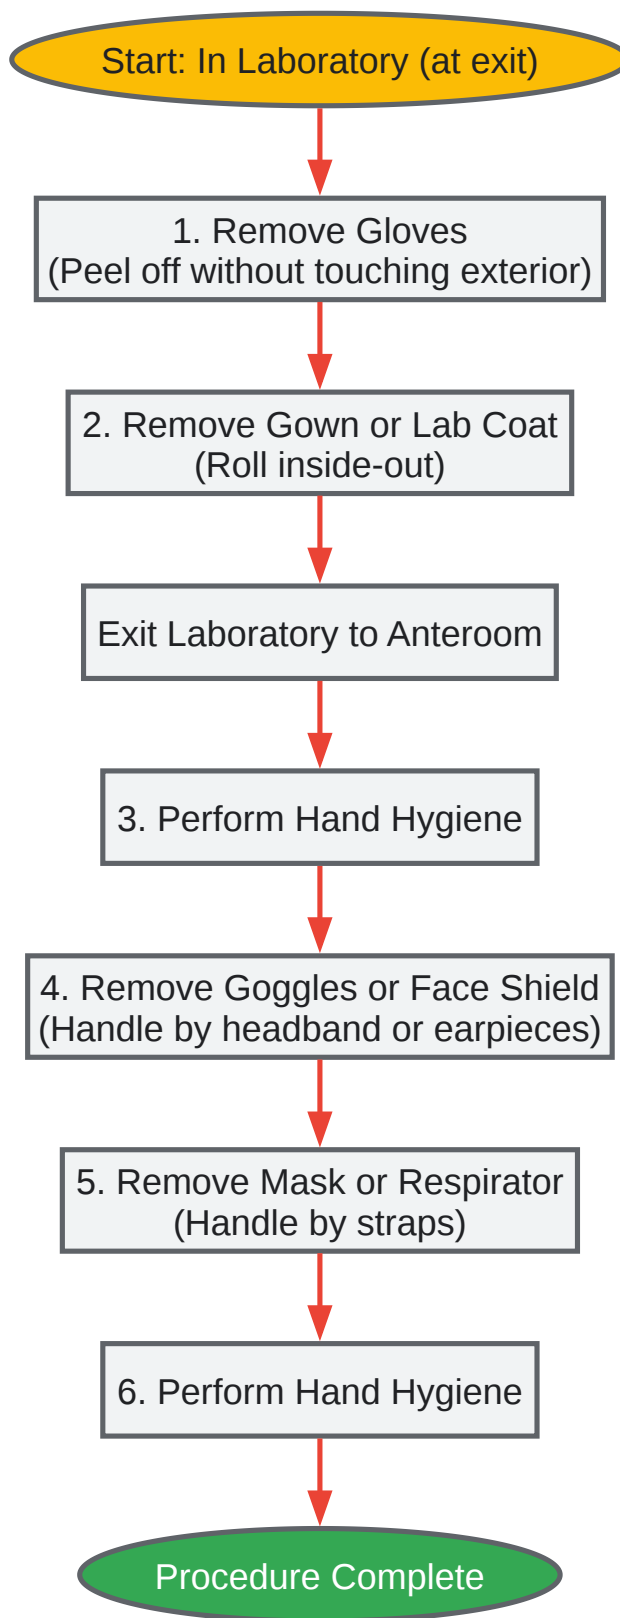 Start: In Laboratory (at exit)
1. Remove Gloves
(Peel off without touching exterior)
2. Remove Gown or Lab Coat
(Roll inside-out)
Exit Laboratory to Anteroom
3. Perform Hand Hygiene
4. Remove Goggles or Face Shield
(Handle by headband or earpieces)
5. Remove Mask or Respirator
(Handle by straps)
6. Perform Hand Hygiene
Procedure Complete